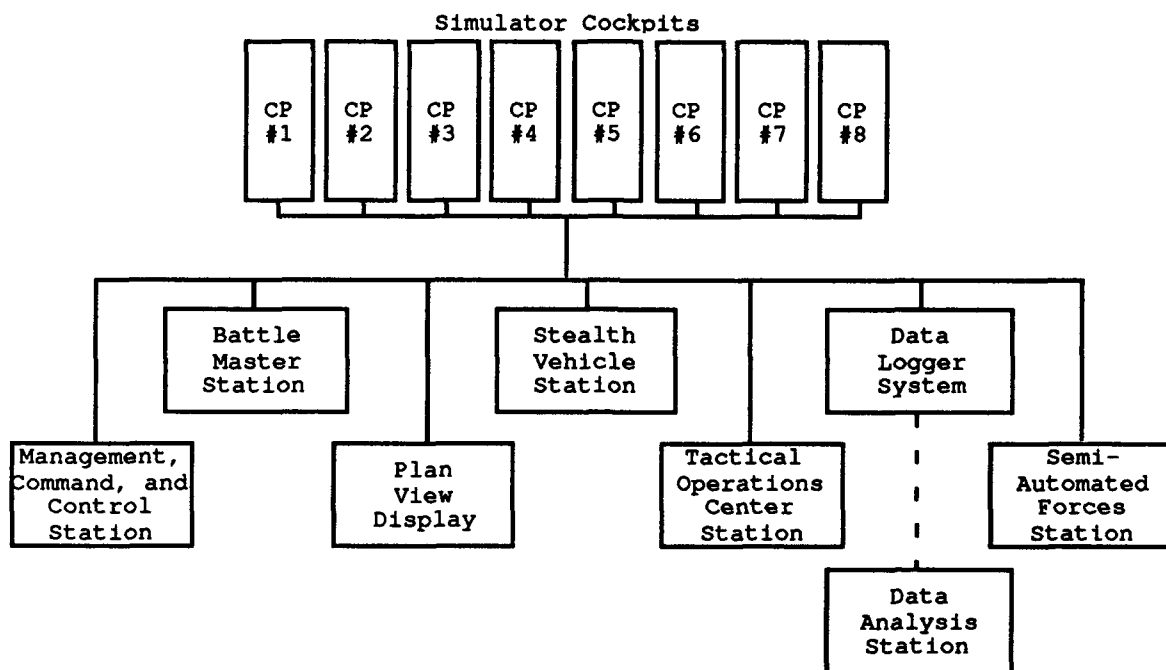 Simulator Cockpits
CP
#1
CP
#2
CP
#3
CP
#4
CP
#5
CP
#6
CP
#7
CP
#8
Battle
Master
Station
Stealth
Vehicle
Station
Data
Logger
System
Management,
Command, and
Control
Station
Plan
View
Display
Tactical
Operations
Center
Station
Semi-
Automated
Forces
Station
Data
Analysis
Station